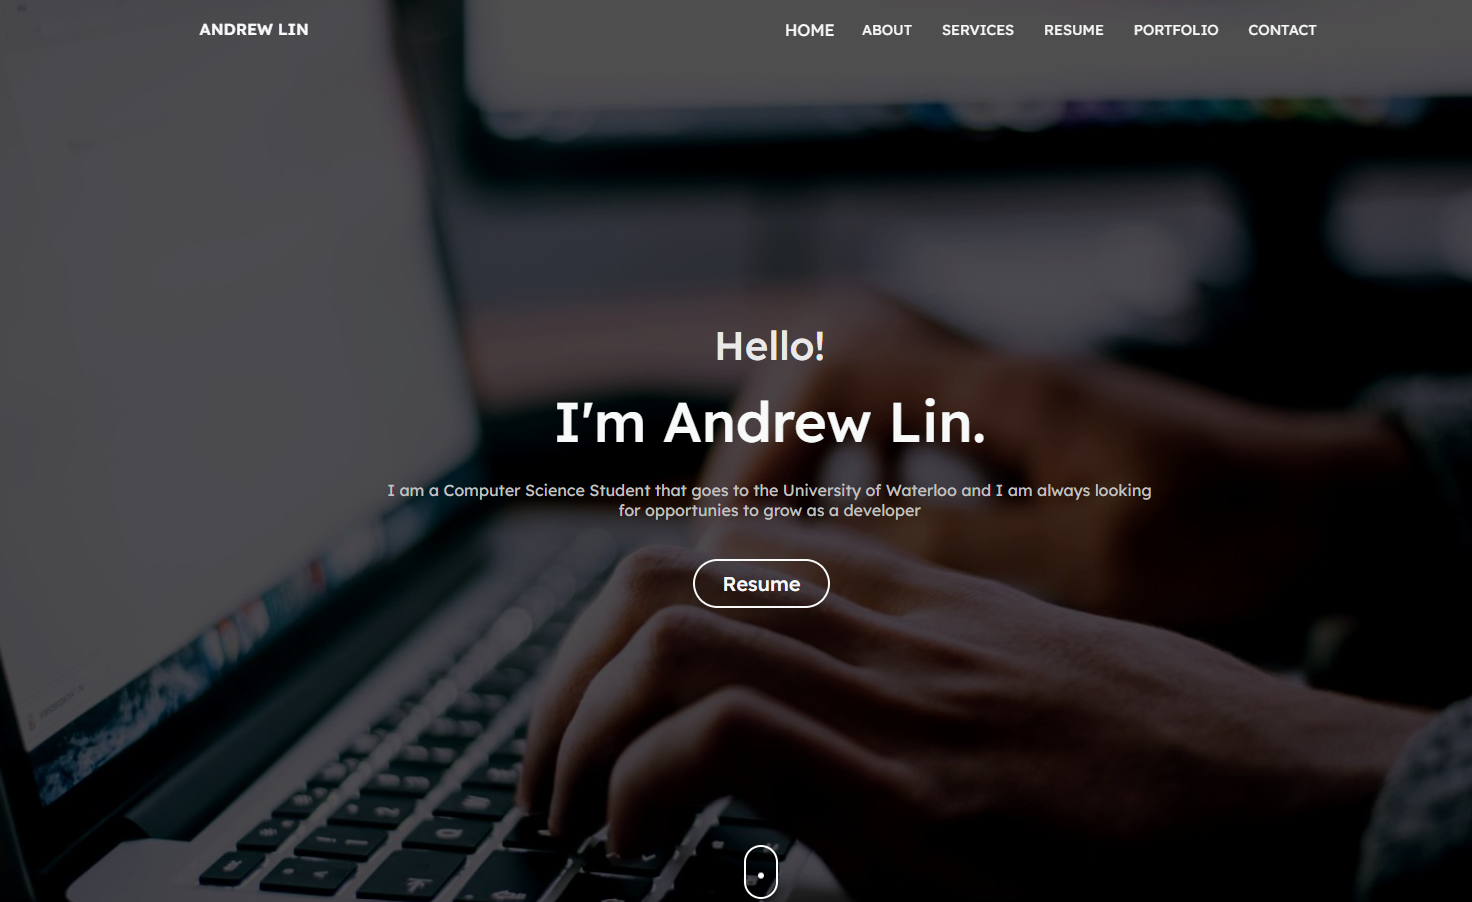 ANDREW LIN
HOME ABOUT SERVICES RESUME PORTFOLIO CONTACT
Hello!
I'm Andrew Lin.
I am a Computer Science Student that goes to the University of Waterloo and I am always looking
for opportunies to grow as a developer
Resume